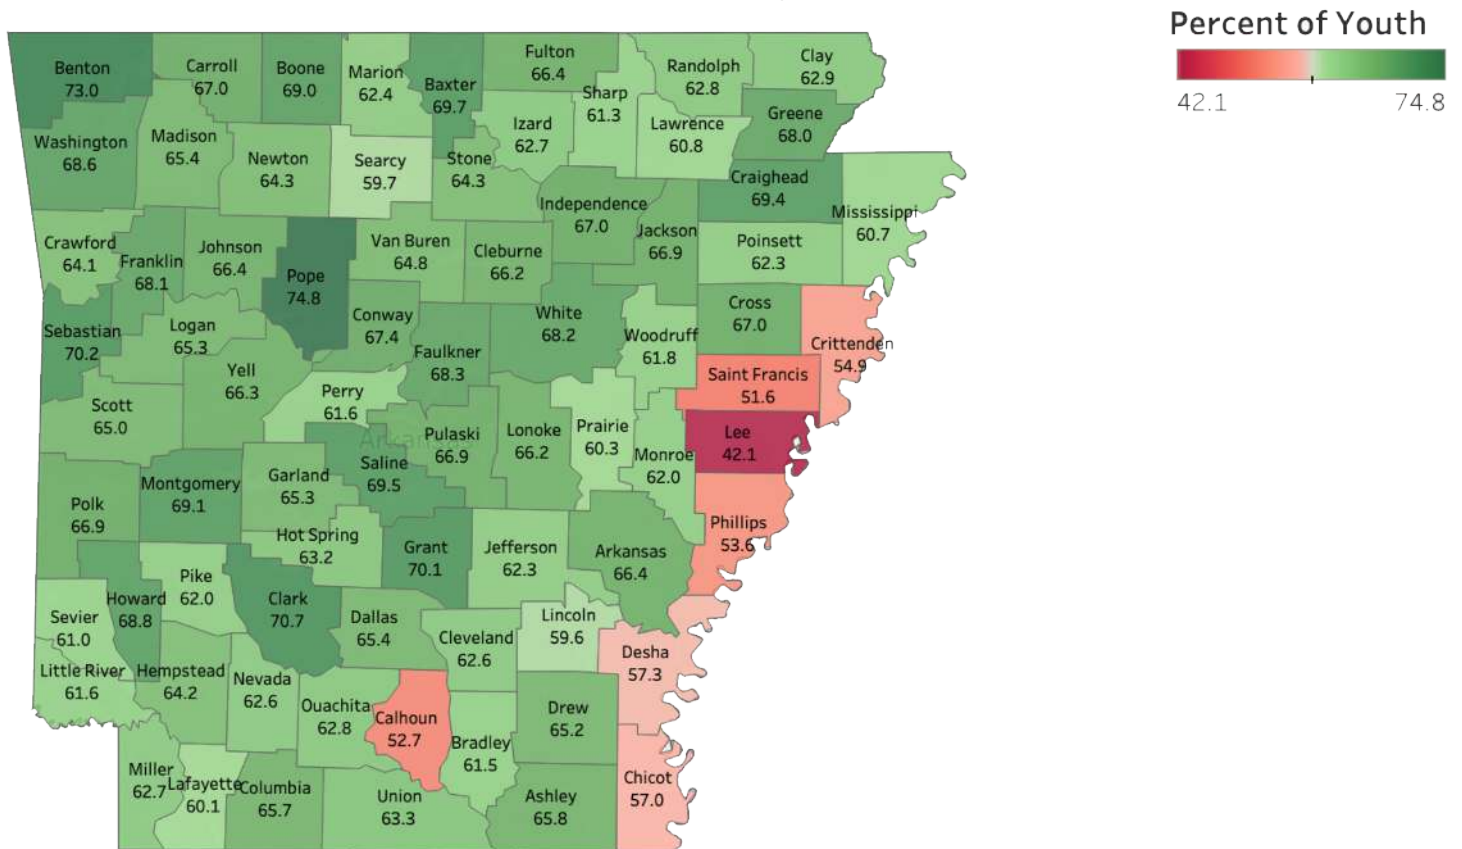 Percent of Youth
42.1 74.8
Benton
73.0
Carroll
67.0
Boone
69.0
Marion
62.4
Baxter
69.7
Fulton
66.4
Sharp
61.3
Randolph
62.8
Clay
62.9
Washington
68.6
Madison
65.4
Newton
64.3
Searcy
59.7
Stone
64.3
Izard
62.7
Lawrence
60.8
Greene
68.0
Craighead
69.4
Mississippi
60.7
Crawford
64.1
Franklin
68.1
Johnson
66.4
Pope
74.8
Van Buren
64.8
Cleburne
66.2
Independence
67.0
Jackson
66.9
Poinsett
62.3
Sebastian
70.2
Logan
65.3
Conway
67.4
Faulkner
68.3
White
68.2
Woodruff
61.8
Cross
67.0
Crittenden
54.9
Scott
65.0
Yell
66.3
Perry
61.6
Arkansas
Pulaski
66.9
Lonoke
66.2
Prairie
60.3
Monroe
62.0
Saint Francis
51.6
Lee
42.1
Polk
66.9
Montgomery
69.1
Garland
65.3
Saline
69.5
Hot Spring
63.2
Grant
70.1
Jefferson
62.3
Arkansas
66.4
Phillips
53.6
Sevier
61.0
Howard
68.8
Pike
62.0
Clark
70.7
Dallas
65.4
Cleveland
62.6
Lincoln
59.6
Desha
57.3
Little River
61.6
Hempstead
64.2
Nevada
62.6
Ouachita
62.8
Calhoun
52.7
Bradley
61.5
Drew
65.2
Chicot
57.0
Miller
62.7
Lafayette
60.1
Columbia
65.7
Union
63.3
Ashley
65.8